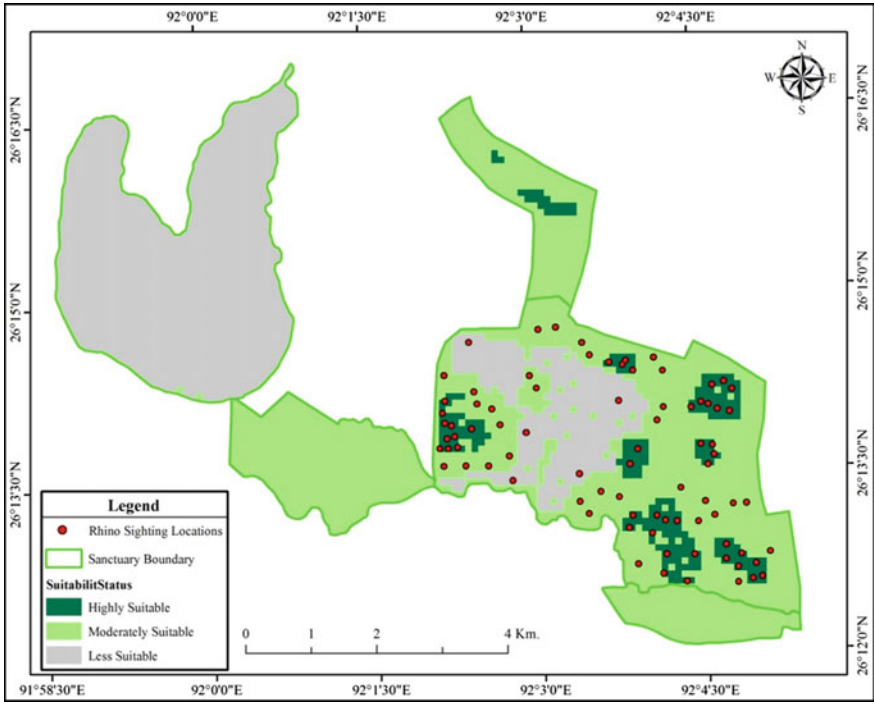 92°0'0"E 92°1'30"E 92°3'0"E 92°4'30"E
N
W E
S
26°16'30"N 26°16'30"N
26°15'0"N 26°15'0"N
26°13'30"N 26°13'30"N
26°12'0"N
Legend
Rhino Sighting Locations
Sanctuary Boundary
SuitabilitStatus
Highly Suitable
Moderately Suitable
Less Suitable
0 1 2 4 Km.
91°58'30"E 92°0'0"E 92°1'30"E 92°3'0"E 92°4'30"E